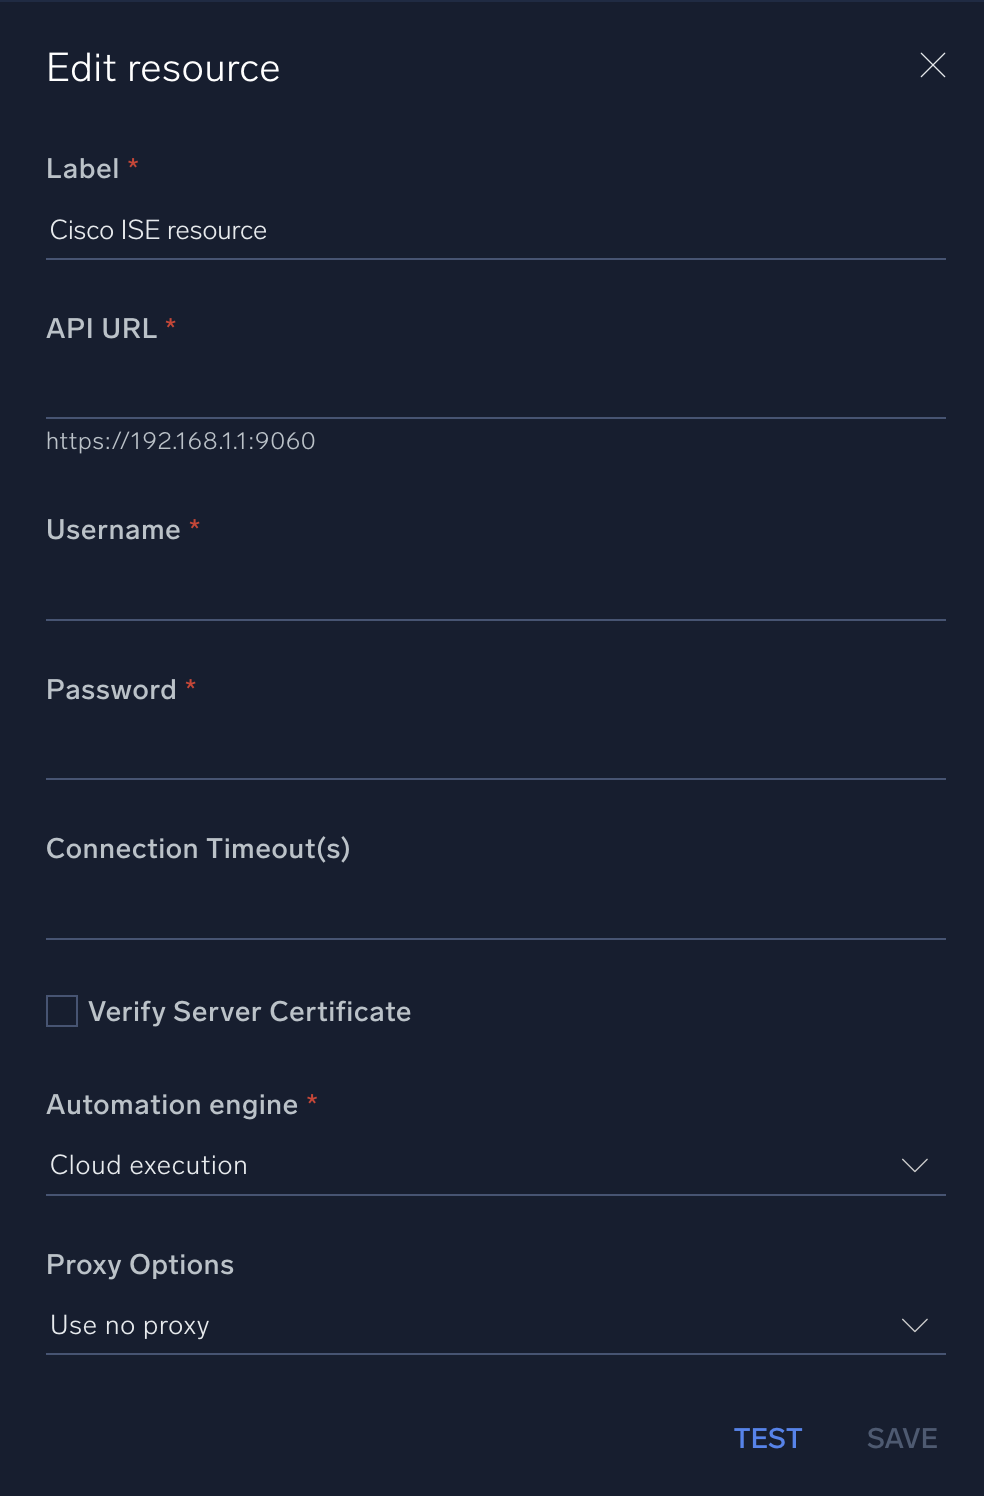 Edit resource
Label *
Cisco ISE resource
API URL *
https://192.168.1.1:9060
Username *
Password *
Connection Timeout(s)
Verify Server Certificate
Automation engine *
Cloud execution
Proxy Options
Use no proxy
TEST SAVE